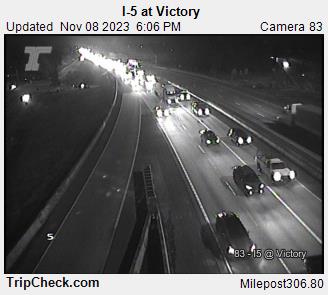 I-5 at Victory
Updated Nov 08 2023 6:06 PM Camera 83
T
S
83 - I5 @ Victory
TripCheck.com Milepost306.80